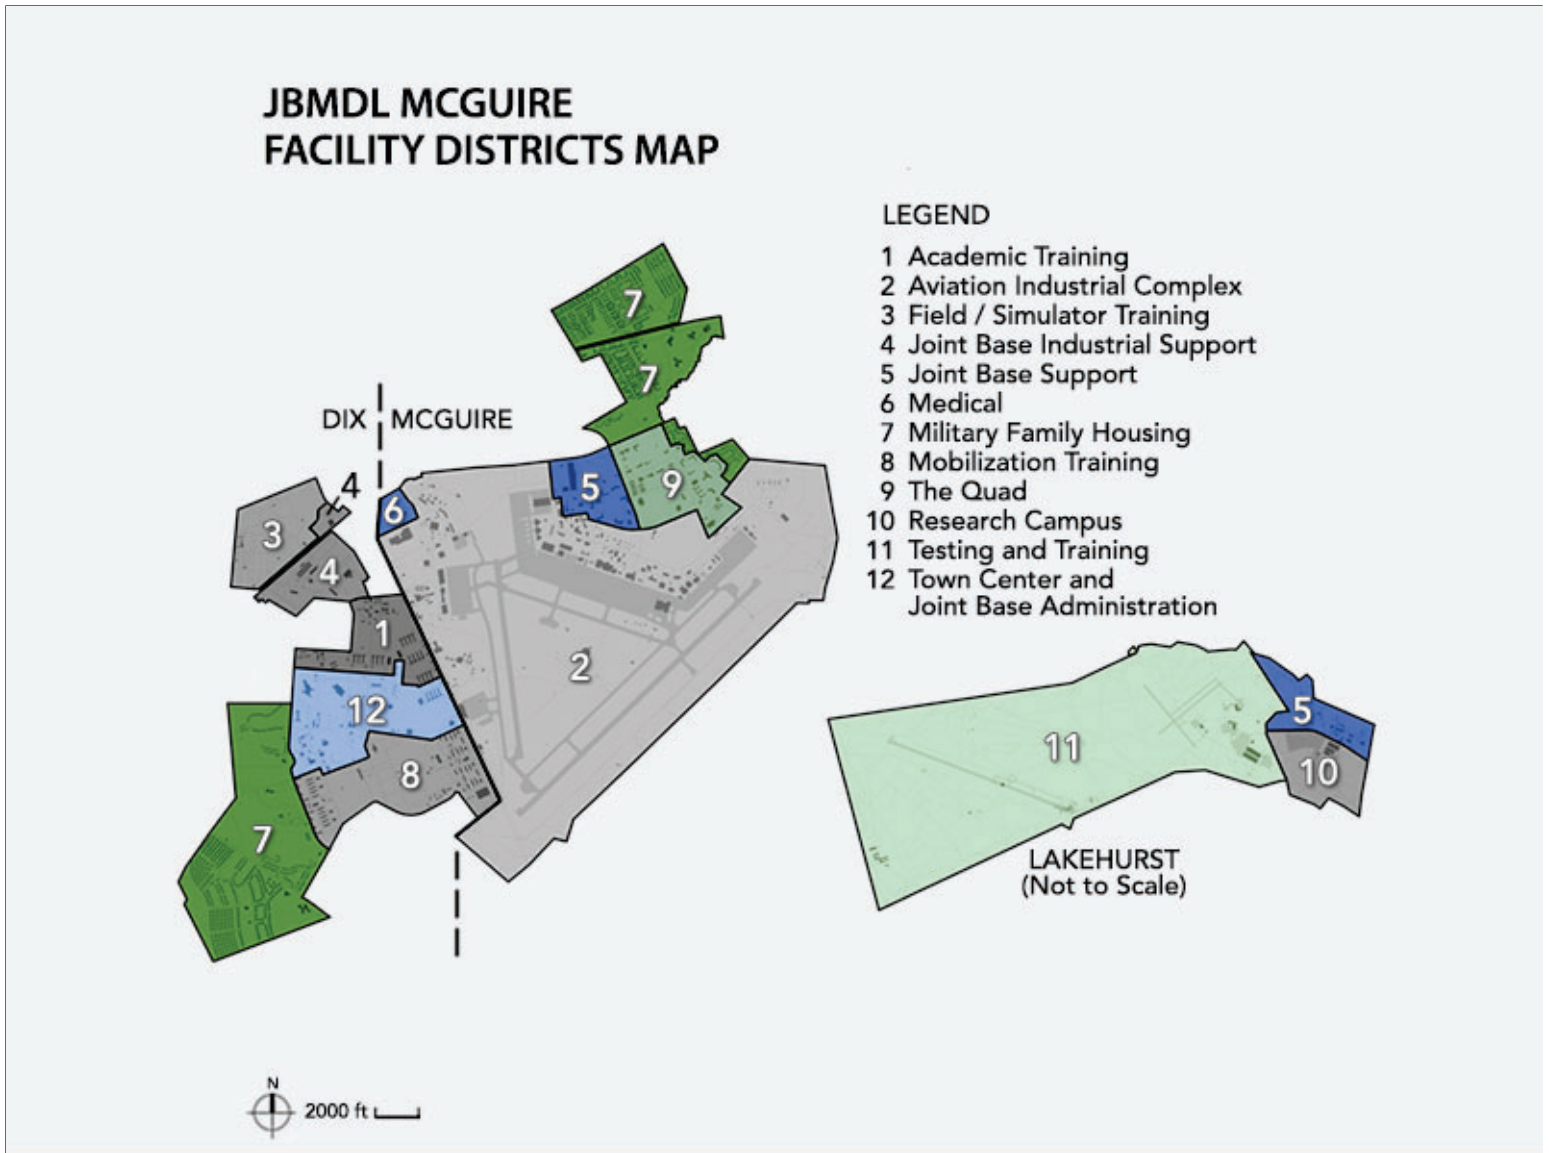 JBMDL MCGUIRE
FACILITY DISTRICTS MAP
LEGEND
1 Academic Training
2 Aviation Industrial Complex
3 Field / Simulator Training
4 Joint Base Industrial Support
5 Joint Base Support
6 Medical
7 Military Family Housing
8 Mobilization Training
9 The Quad
10 Research Campus
11 Testing and Training
12 Town Center and
Joint Base Administration
7
7
DIX
MCGUIRE
4
5
9
6
3
4
1
2
12
8
7
11
5
10
LAKEHURST
(Not to Scale)
N
2000 ft